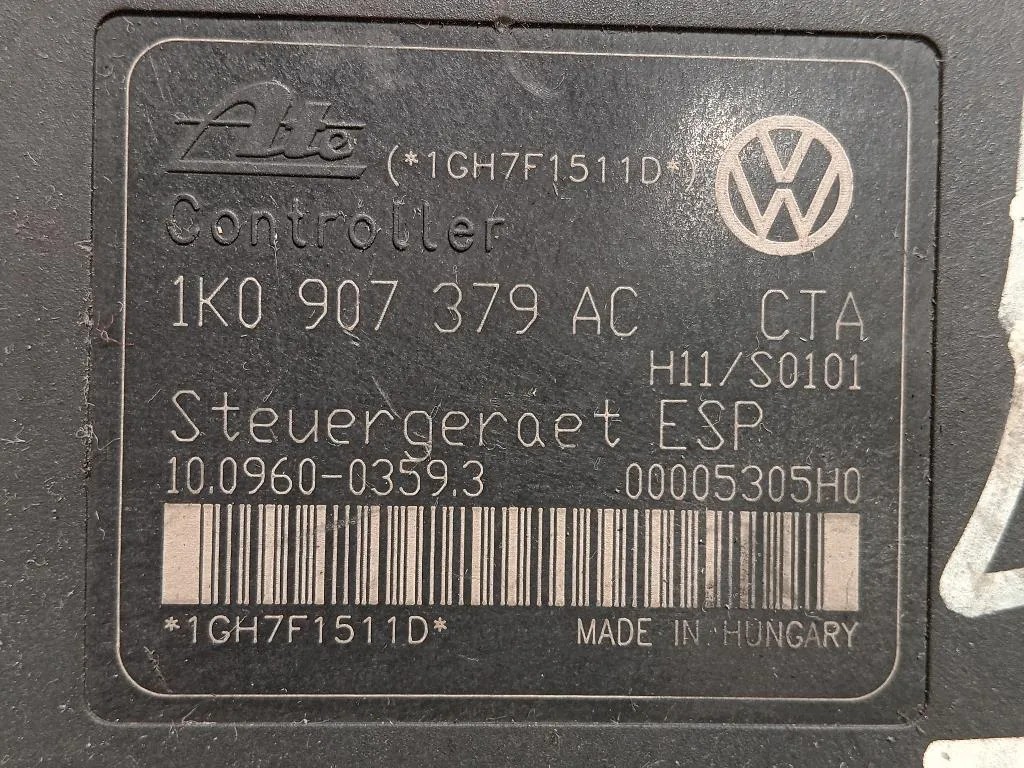 Ate (*1GH7F1511D*)
Controller
1K0 907 379 AC CTA
H11/S0101
Steuergeraet ESP
10.0960-0359.3 00005305H0
*1GH7F1511D* MADE IN HUNGARY